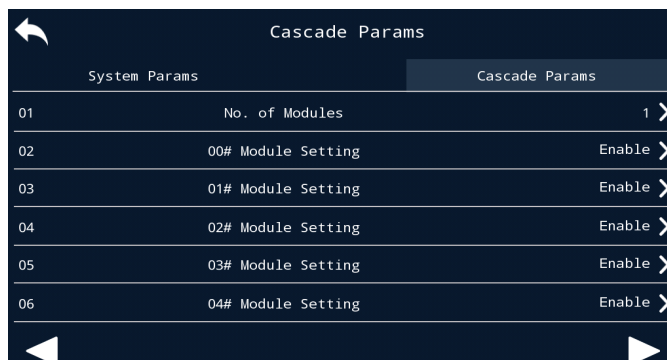 Cascade Params
System Params Cascade Params
01 No. of Modules 1
02 00# Module Setting Enable
03 01# Module Setting Enable
04 02# Module Setting Enable
05 03# Module Setting Enable
06 04# Module Setting Enable